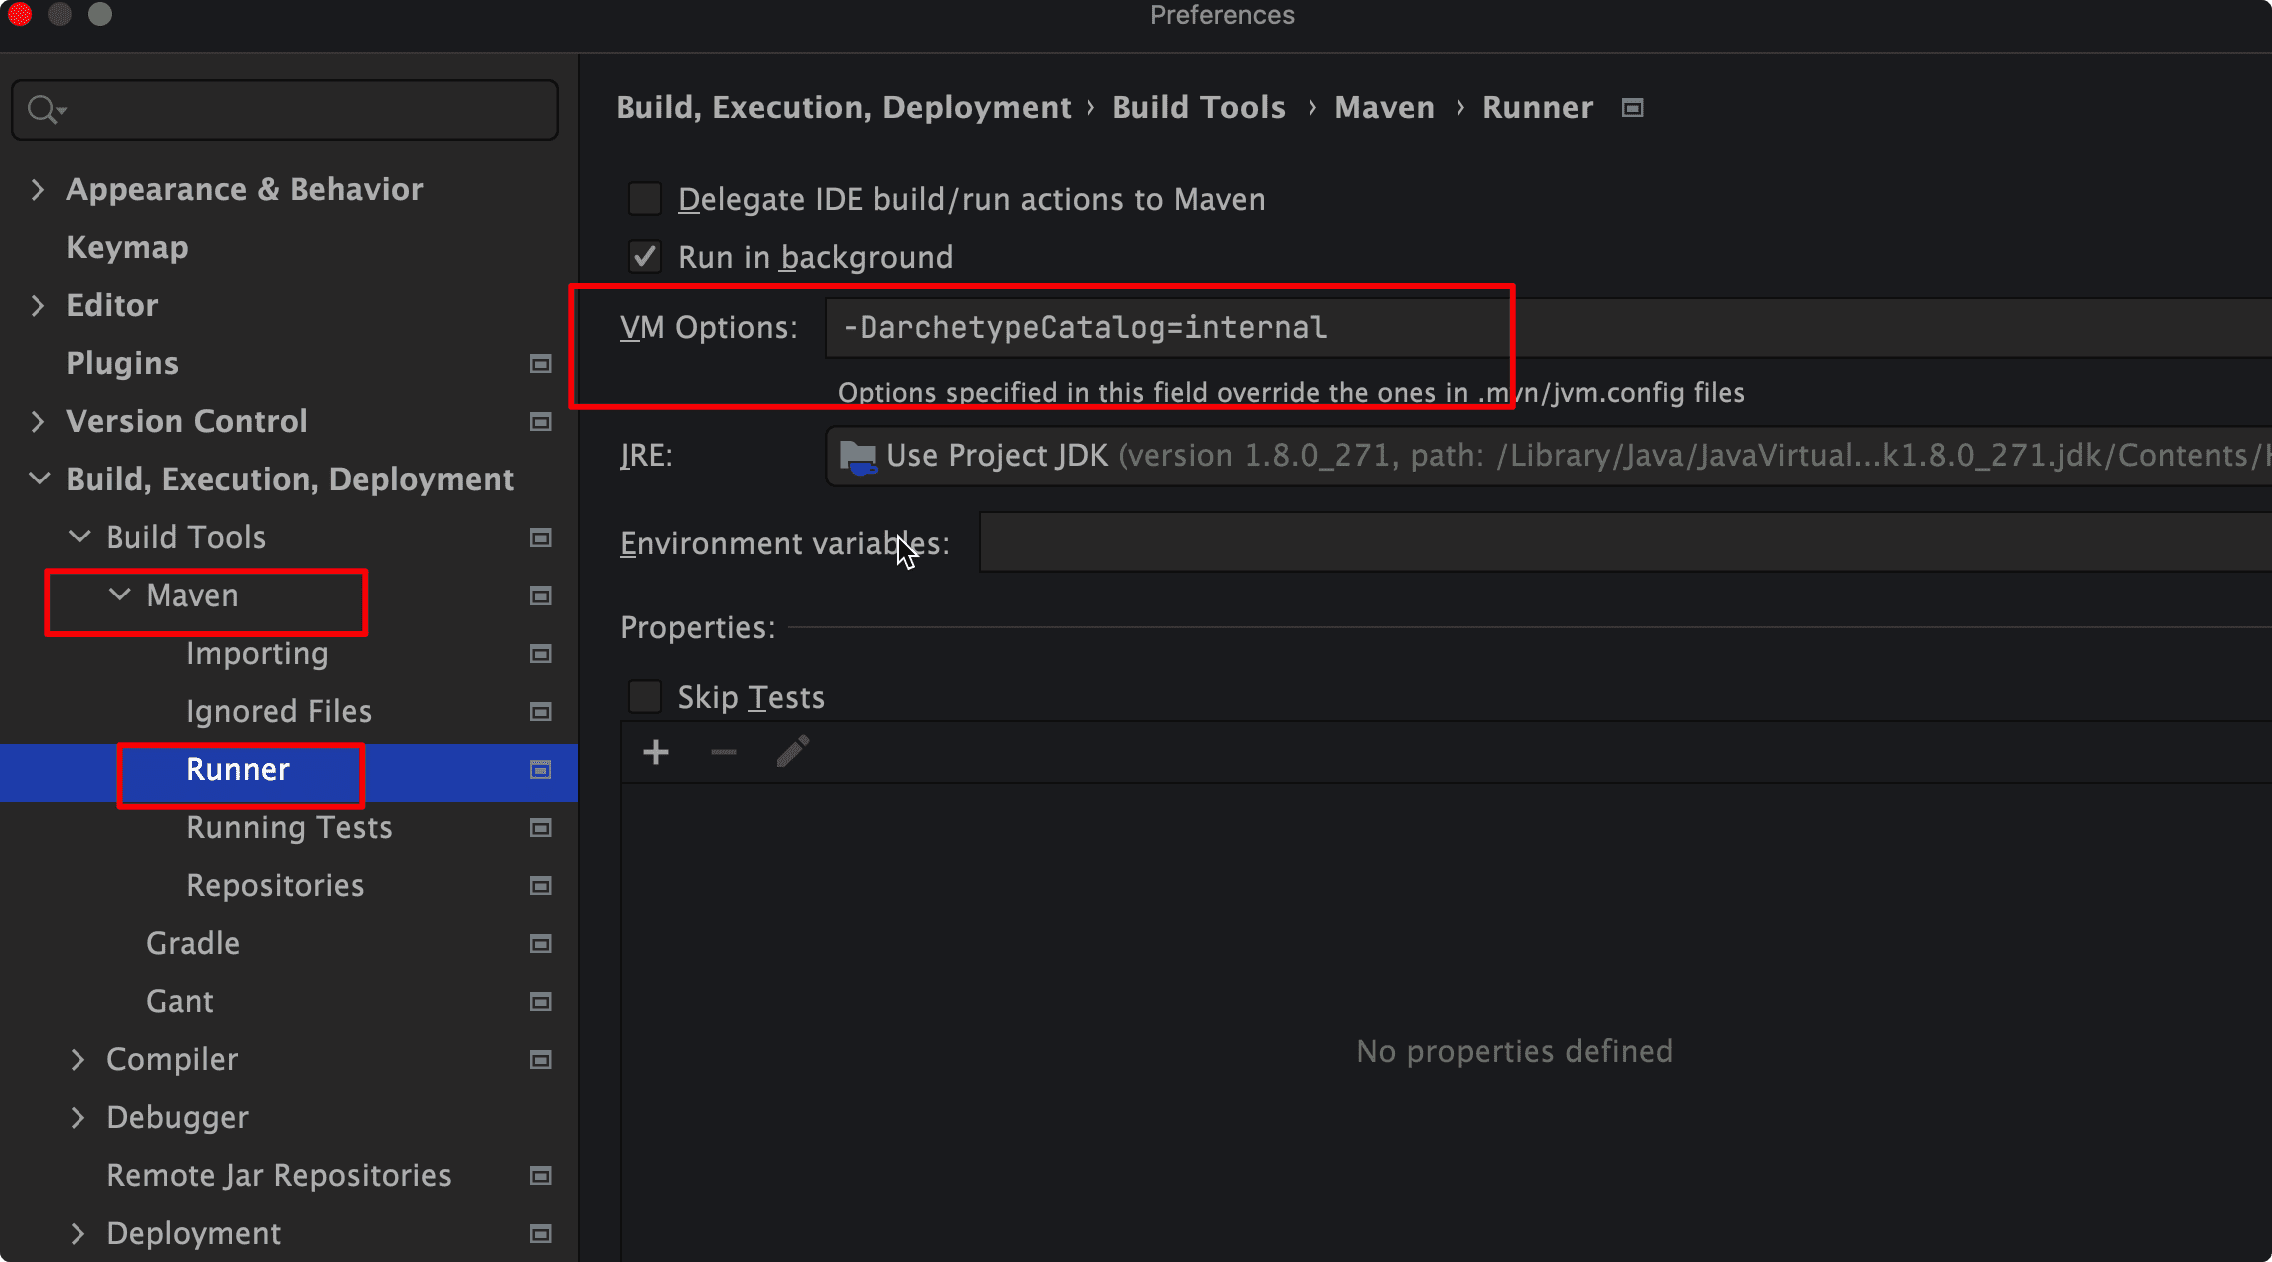 Preferences
Appearance & Behavior
Keymap
Editor
Plugins
Version Control
Build, Execution, Deployment
Build Tools
Maven
Importing
Ignored Files
Runner
Running Tests
Repositories
Gradle
Gant
Compiler
Debugger
Remote Jar Repositories
Deployment
Build, Execution, Deployment › Build Tools › Maven › Runner
Delegate IDE build/run actions to Maven
Run in background
VM Options: -DarchetypeCatalog=internal
Options specified in this field override the ones in .mvn/jvm.config files
JRE: Use Project JDK (version 1.8.0_271, path: /Library/Java/JavaVirtual...k1.8.0_271.jdk/Contents/
Environment variables:
Properties:
Skip Tests
No properties defined